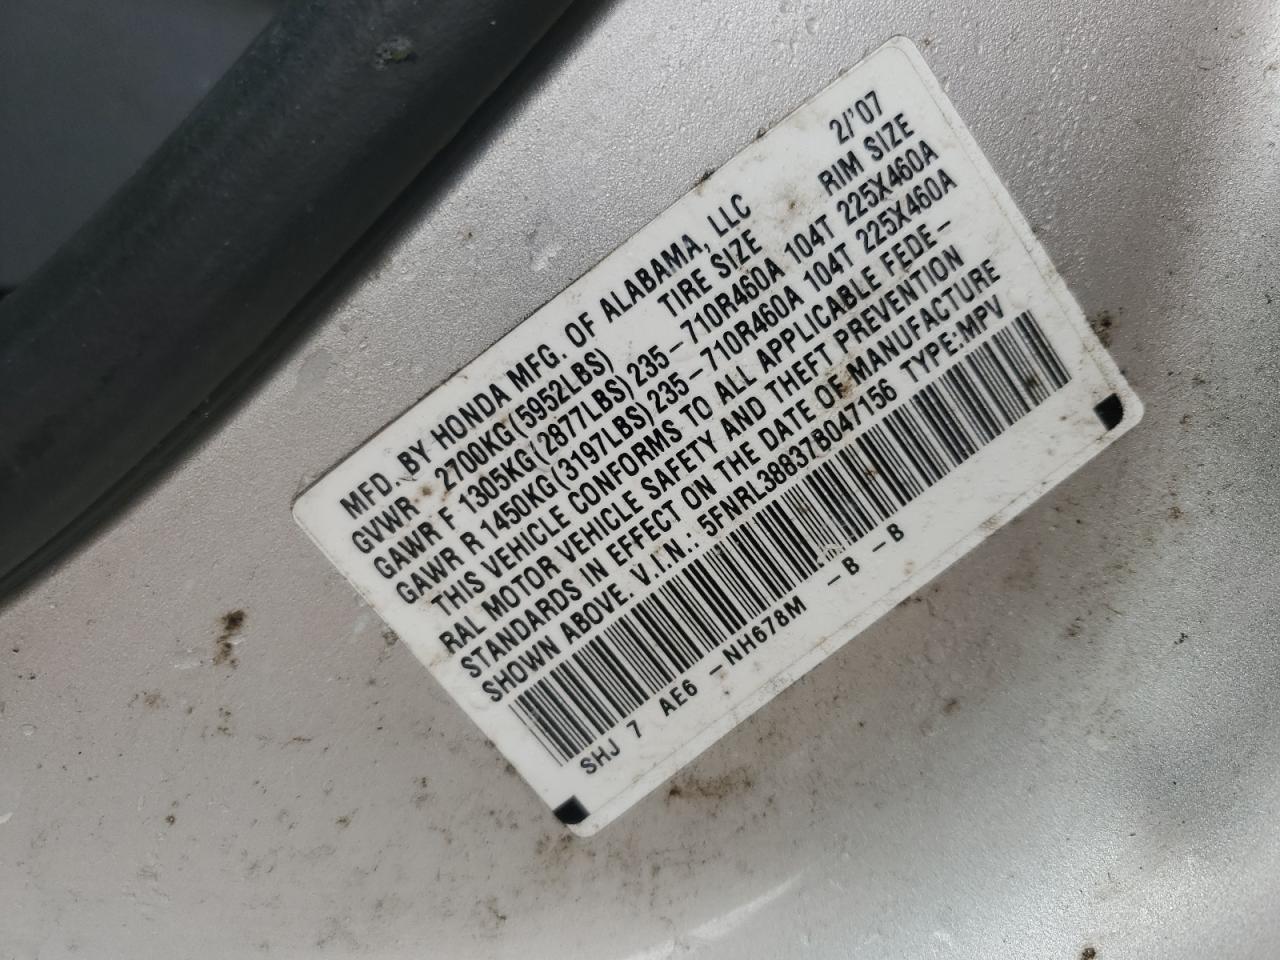 MFD. BY HONDA MFG. OF ALABAMA, LLC 2/'07
GVWR 2700KG(5952LBS) TIRE SIZE RIM SIZE
GAWR F 1305KG(2877LBS) 235-710R460A 104T 225X460A
GAWR R 1450KG(3197LBS) 235-710R460A 104T 225X460A
THIS VEHICLE CONFORMS TO ALL APPLICABLE FEDE-
RAL MOTOR VEHICLE SAFETY AND THEFT PREVENTION
STANDARDS IN EFFECT ON THE DATE OF MANUFACTURE
SHOWN ABOVE. V.I.N.: 5FNRL38837B047156 TYPE:MPV
SHJ 7 AE6 -NH678M -B -B